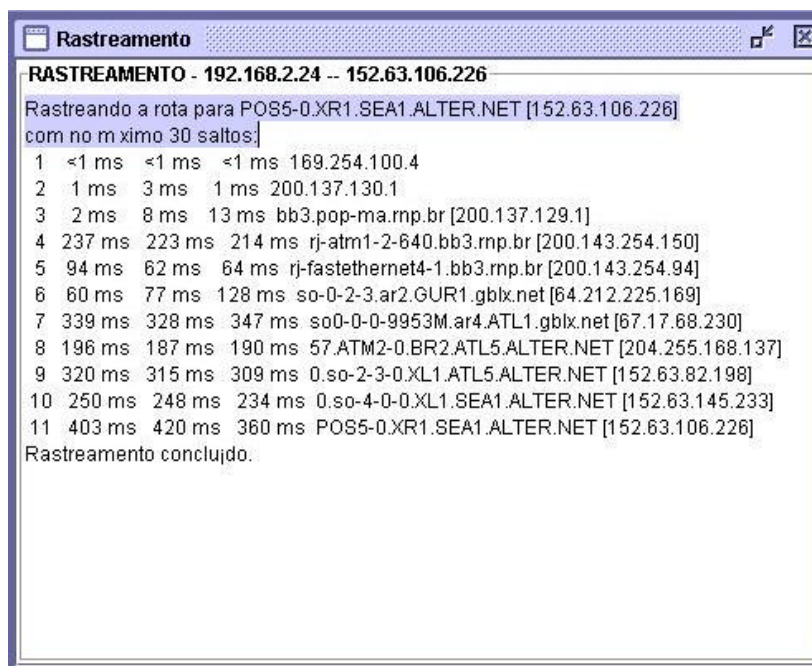 Rastreamento
RASTREAMENTO - 192.168.2.24 -- 152.63.106.226
Rastreando a rota para POS5-0.XR1.SEA1.ALTER.NET [152.63.106.226]
com no m ximo 30 saltos:
1 <1 ms <1 ms <1 ms 169.254.100.4
2 1 ms 3 ms 1 ms 200.137.130.1
3 2 ms 8 ms 13 ms bb3.pop-ma.rnp.br [200.137.129.1]
4 237 ms 223 ms 214 ms rj-atm1-2-640.bb3.rnp.br [200.143.254.150]
5 94 ms 62 ms 64 ms rj-fastethernet4-1.bb3.rnp.br [200.143.254.94]
6 60 ms 77 ms 128 ms so-0-2-3.ar2.GUR1.gblx.net [64.212.225.169]
7 339 ms 328 ms 347 ms so0-0-0-9953M.ar4.ATL1.gblx.net [67.17.68.230]
8 196 ms 187 ms 190 ms 57.ATM2-0.BR2.ATL5.ALTER.NET [204.255.168.137]
9 320 ms 315 ms 309 ms 0.so-2-3-0.XL1.ATL5.ALTER.NET [152.63.82.198]
10 250 ms 248 ms 234 ms 0.so-4-0-0.XL1.SEA1.ALTER.NET [152.63.145.233]
11 403 ms 420 ms 360 ms POS5-0.XR1.SEA1.ALTER.NET [152.63.106.226]
Rastreamento conclu¡do.